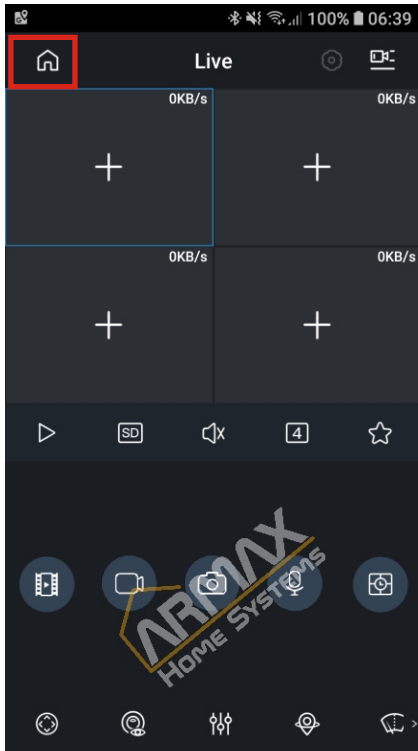 100% 06:39
Live
0KB/s 0KB/s
0KB/s 0KB/s
SD 4
ARMAX
HOME SYSTEMS